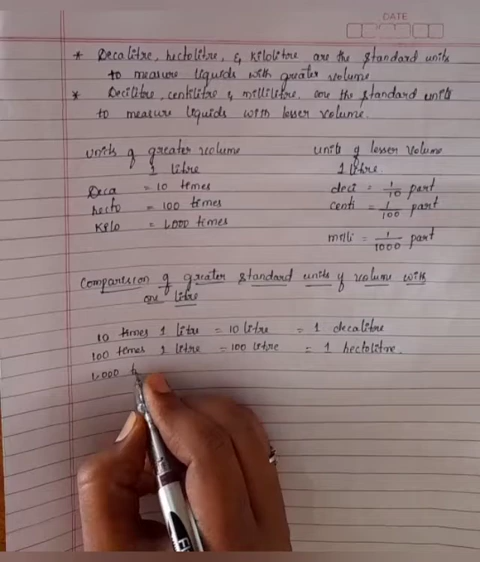 DATE
* Decalitre, hectolitre, & kilolitre are the standard units
to measure liquids with greater volume
* Decilitre, centilitre & millilitre, are the standard units
to measure liquids with lesser volume.
units of greater volume
1 litre
Deca = 10 times
hecto = 100 times
Kilo = 1,000 times
units of lesser volume
1 litre.
deci = 1/10 part
centi = 1/100 part
milli = 1/1000 part
Comparision of greater standard units of volume with
one litre
10 times 1 litre = 10 litre = 1 decalitre
100 times 1 litre = 100 litre = 1 hectolitre.
1,000 t